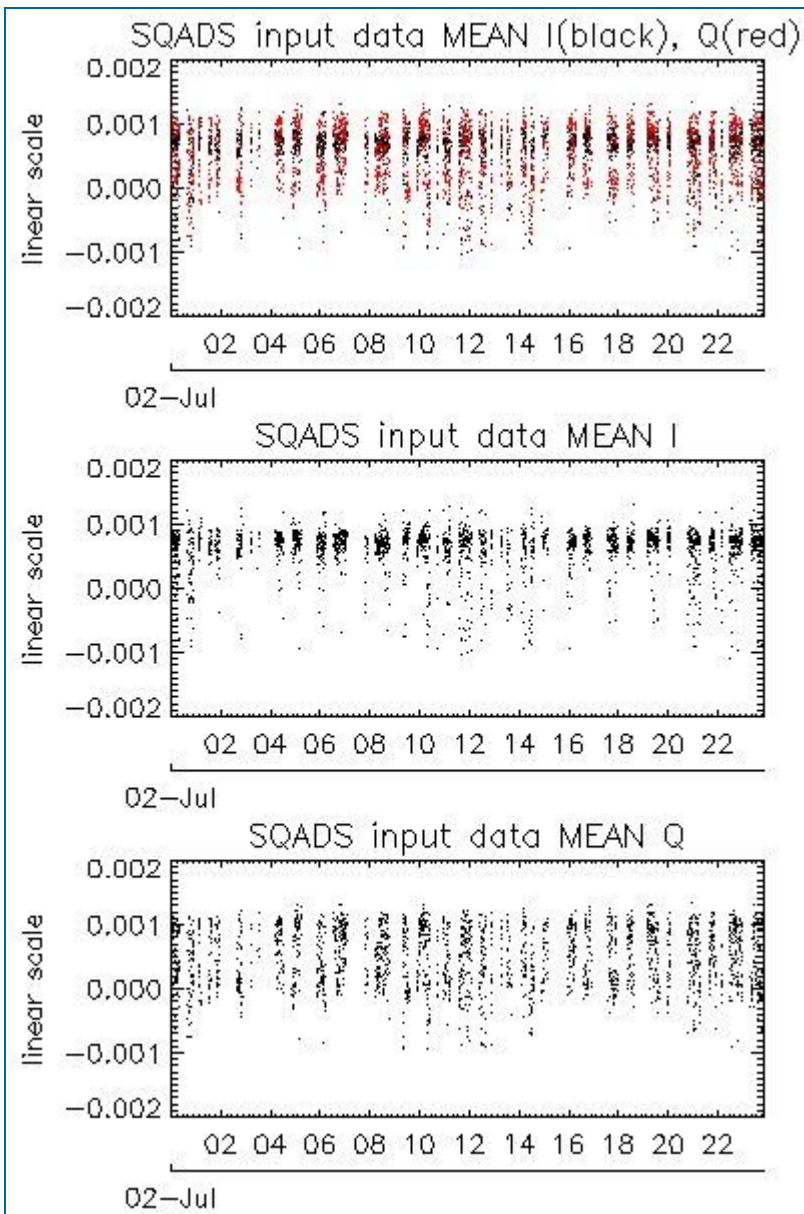 SQADS input data MEAN I(black), Q(red)
0.002
0.001
0.000
−0.001
−0.002
linear scale
02 04 06 08 10 12 14 16 18 20 22
02-Jul
SQADS input data MEAN I
0.002
0.001
0.000
−0.001
−0.002
linear scale
02 04 06 08 10 12 14 16 18 20 22
02-Jul
SQADS input data MEAN Q
0.002
0.001
0.000
−0.001
−0.002
linear scale
02 04 06 08 10 12 14 16 18 20 22
02-Jul